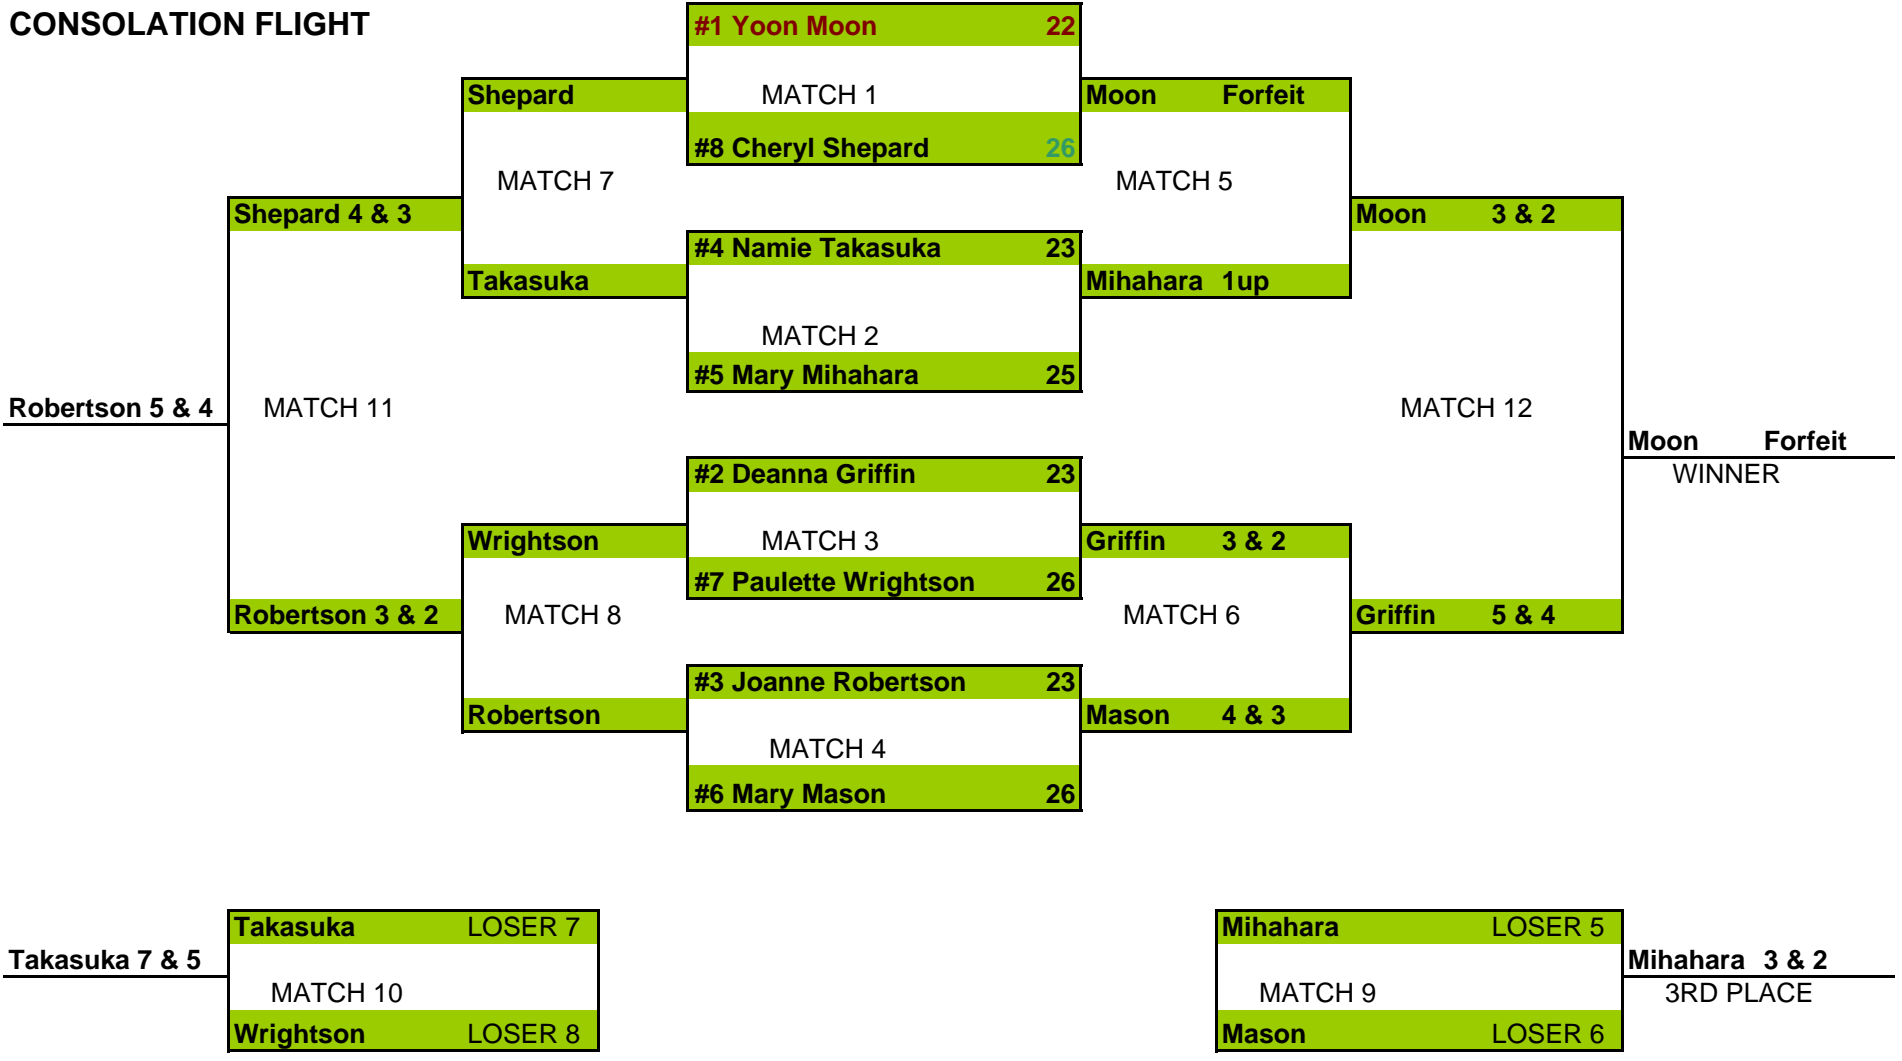 CONSOLATION FLIGHT
#1 Yoon Moon 22
Shepard MATCH 1 Moon Forfeit
#8 Cheryl Shepard 26
MATCH 7 MATCH 5
Shepard 4 & 3 Moon 3 & 2
#4 Namie Takasuka 23
Takasuka Mihahara 1up
MATCH 2
#5 Mary Mihahara 25
Robertson 5 & 4 MATCH 11 MATCH 12
Moon Forfeit
#2 Deanna Griffin 23 WINNER
Wrightson MATCH 3 Griffin 3 & 2
#7 Paulette Wrightson 26
Robertson 3 & 2 MATCH 8 MATCH 6 Griffin 5 & 4
#3 Joanne Robertson 23
Robertson Mason 4 & 3
MATCH 4
#6 Mary Mason 26
Takasuka LOSER 7 Mihahara LOSER 5
Takasuka 7 & 5 Mihahara 3 & 2
MATCH 10 MATCH 9 3RD PLACE
Wrightson LOSER 8 Mason LOSER 6